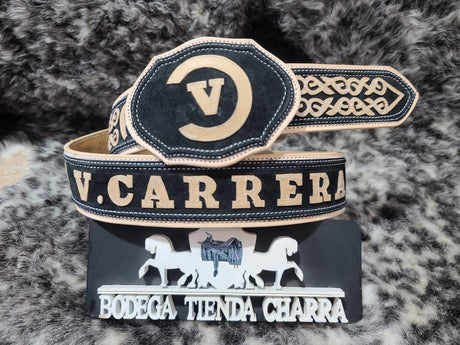 V
V.CARRERA
BODEGA TIENDA CHARRA